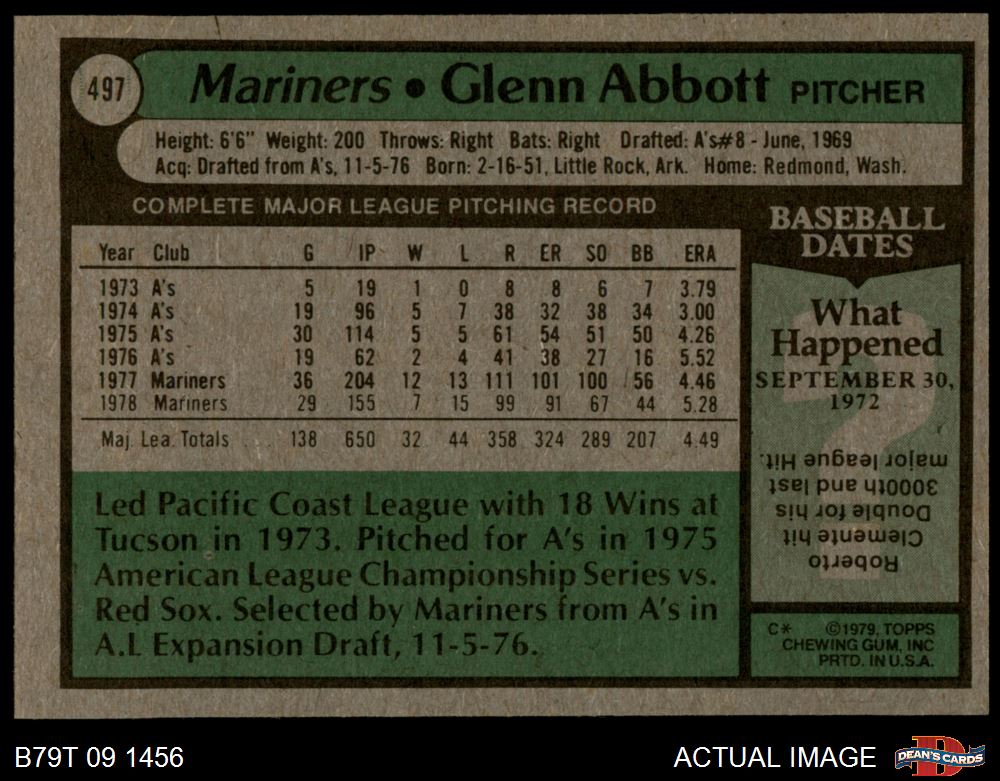 497
Mariners • Glenn Abbott PITCHER
Height: 6'6" Weight: 200 Throws: Right Bats: Right Drafted: A's#8 - June, 1969
Acq: Drafted from A's, 11-5-76 Born: 2-16-51, Little Rock, Ark. Home: Redmond, Wash.
COMPLETE MAJOR LEAGUE PITCHING RECORD
Year Club G IP W L R ER SO BB ERA
1973 A's 5 19 1 0 8 8 6 7 3.79
1974 A's 19 96 5 7 38 32 38 34 3.00
1975 A's 30 114 5 5 61 54 51 50 4.26
1976 A's 19 62 2 4 41 38 27 16 5.52
1977 Mariners 36 204 12 13 111 101 100 56 4.46
1978 Mariners 29 155 7 15 99 91 67 44 5.28
Maj. Lea. Totals 138 650 32 44 358 324 289 207 4.49
Led Pacific Coast League with 18 Wins at
Tucson in 1973. Pitched for A's in 1975
American League Championship Series vs.
Red Sox. Selected by Mariners from A's in
A.L Expansion Draft, 11-5-76.
BASEBALL
DATES
What
Happened
SEPTEMBER 30,
1972
Roberto
Clemente hit
Double for his
3000th and last
major league Hit.
C* ©1979, TOPPS
CHEWING GUM, INC
PRTD. IN U.S.A.
B79T 09 1456
ACTUAL IMAGE
D
DEAN'S CARDS